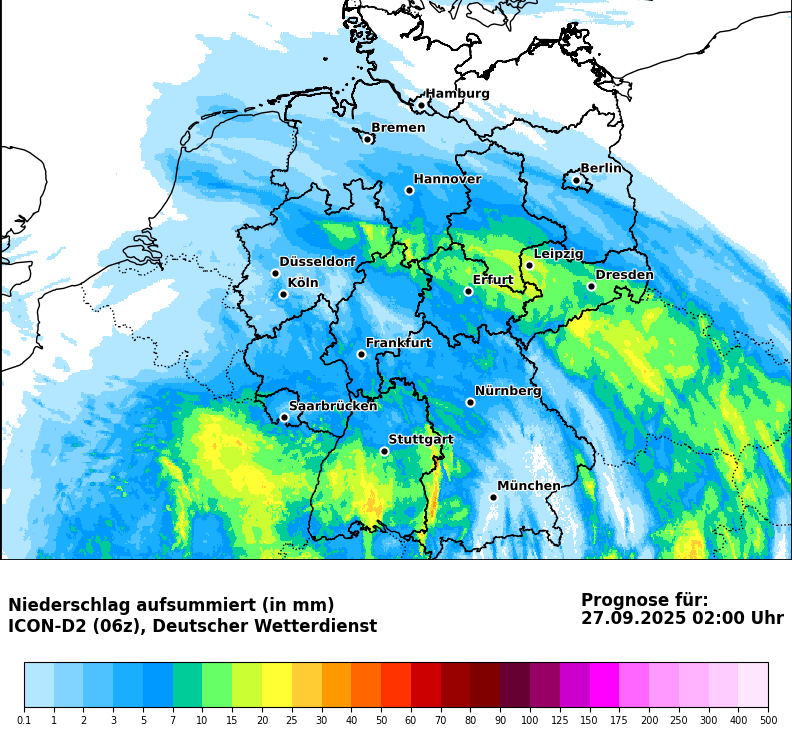 Hamburg
Bremen
Berlin
Hannover
Leipzig
Düsseldorf
Dresden
Köln
Erfurt
Frankfurt
Nürnberg
Saarbrücken
Stuttgart
München
Niederschlag aufsummiert (in mm)
ICON-D2 (06z), Deutscher Wetterdienst
Prognose für:
27.09.2025 02:00 Uhr
0.1 1 2 3 5 7 10 15 20 25 30 40 50 60 70 80 90 100 125 150 175 200 250 300 400 500